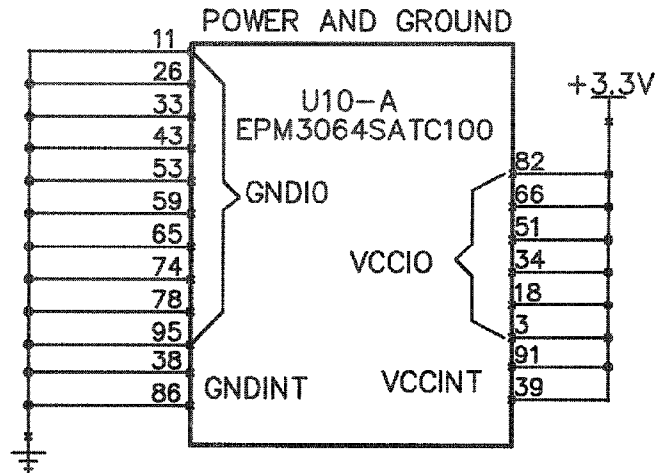 POWER AND GROUND
11
26
33
43
53
59
65
74
78
95
38
86
GNDIO
GNDINT
U10-A
EPM3064SATC100
VCCIO
VCCINT
82
66
51
34
18
3
91
39
+3.3V